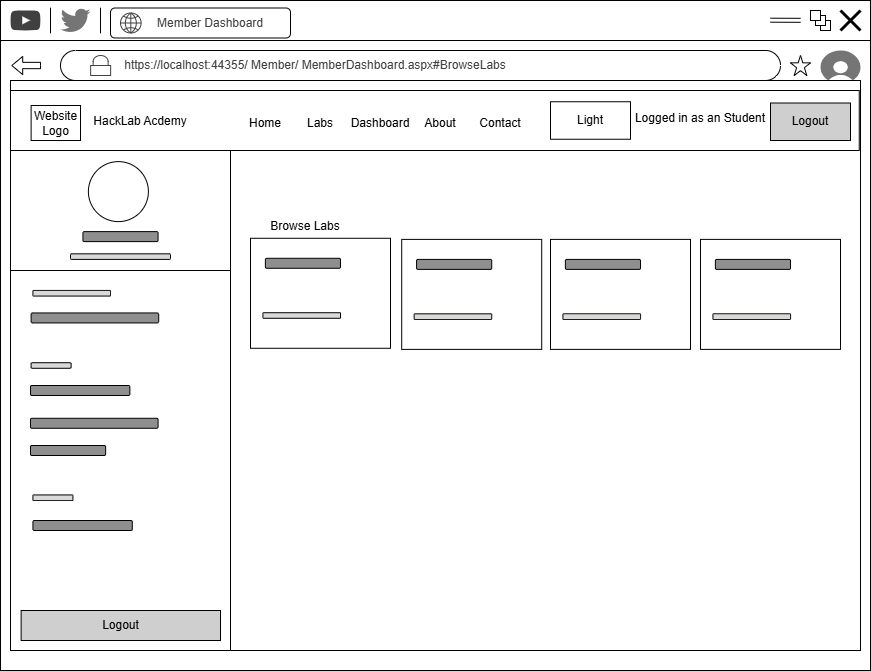 Member Dashboard
https://localhost:44355/ Member/ MemberDashboard.aspx#BrowseLabs
Website
Logo
HackLab Acdemy
Home
Labs
Dashboard
About
Contact
Light
Logged in as an Student
Logout
Browse Labs
Logout